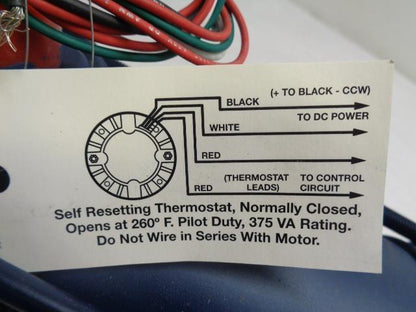 (+ TO BLACK - CCW)
BLACK
TO DC POWER
WHITE
RED
(THERMOSTAT TO CONTROL
RED LEADS) CIRCUIT
Self Resetting Thermostat, Normally Closed,
Opens at 260° F. Pilot Duty, 375 VA Rating.
Do Not Wire in Series With Motor.